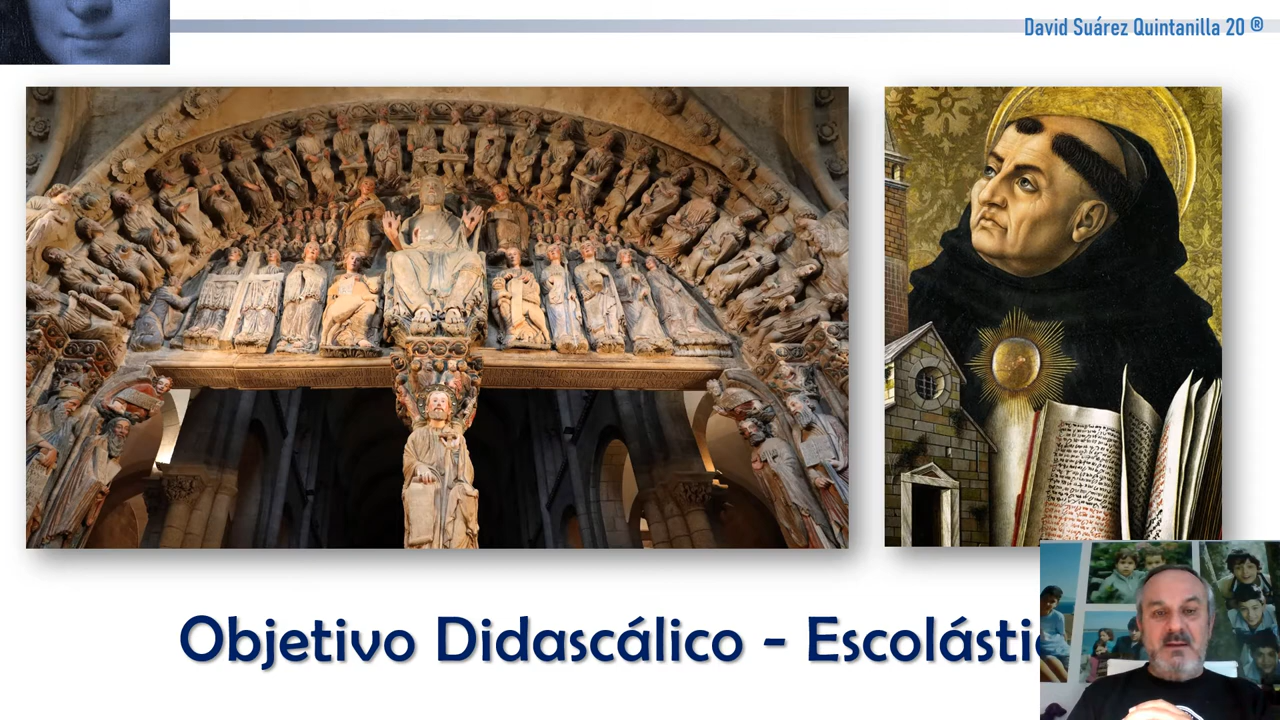 David Suárez Quintanilla 20 ®
Objetivo Didascálico - Escolástic